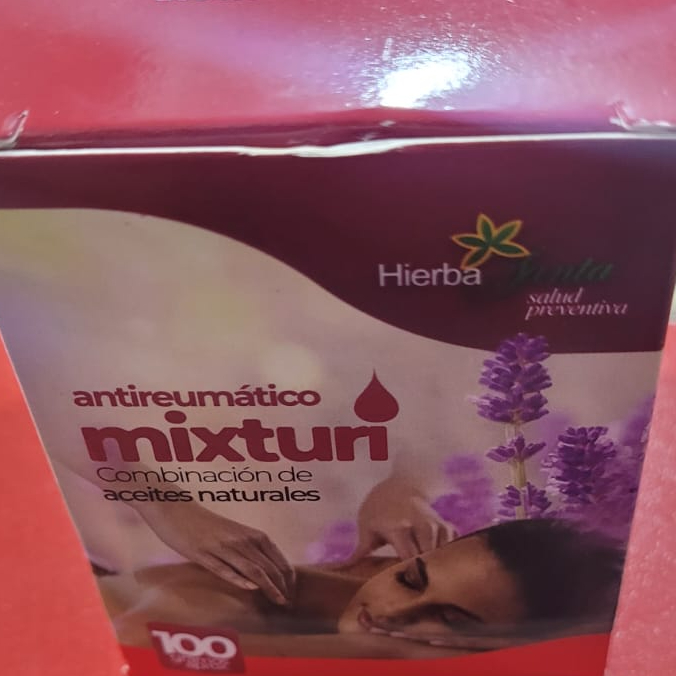 Hierba Santa
salud
preventiva
antireumático
mixturi
Combinación de
aceites naturales
100